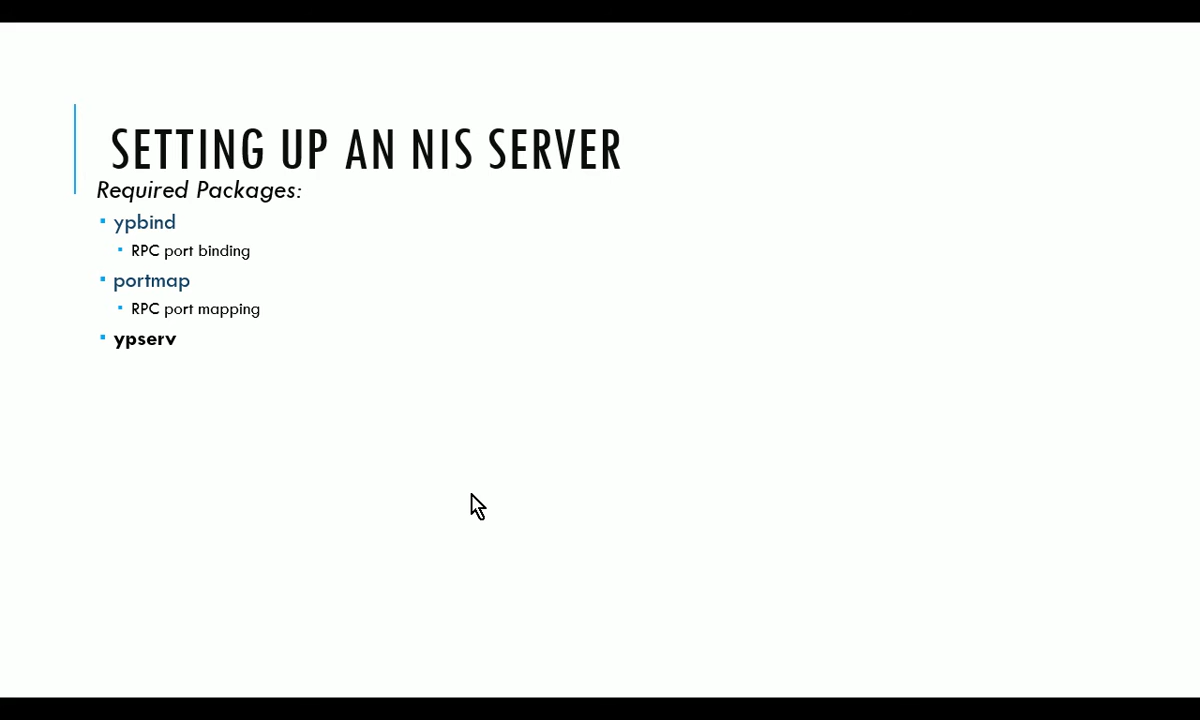 SETTING UP AN NIS SERVER
Required Packages:
ypbind
RPC port binding
portmap
RPC port mapping
ypserv